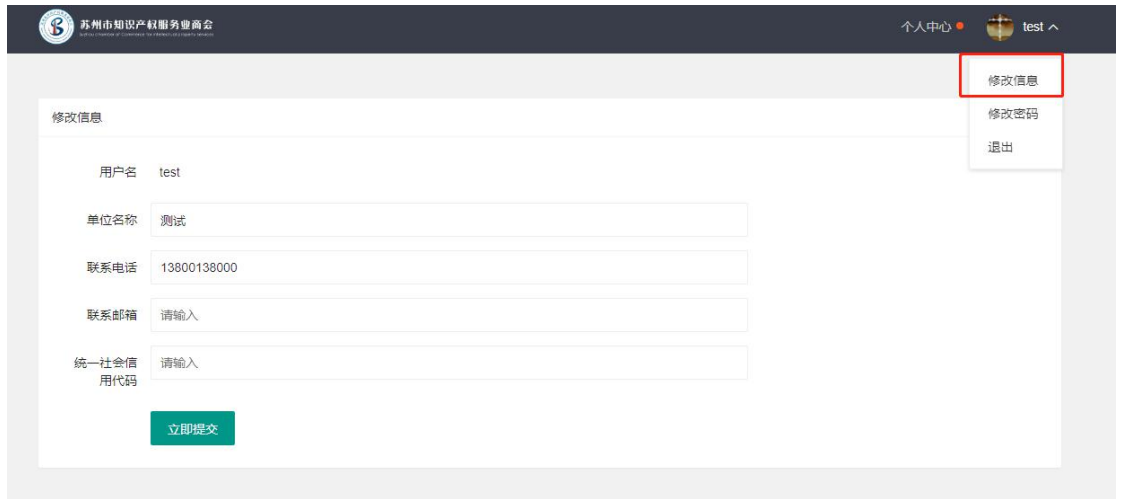 苏州市知识产权服务业商会
个人中心
test
修改信息
修改密码
退出
修改信息
用户名
test
单位名称
测试
联系电话
13800138000
联系邮箱
请输入
统一社会信
用代码
请输入
立即提交